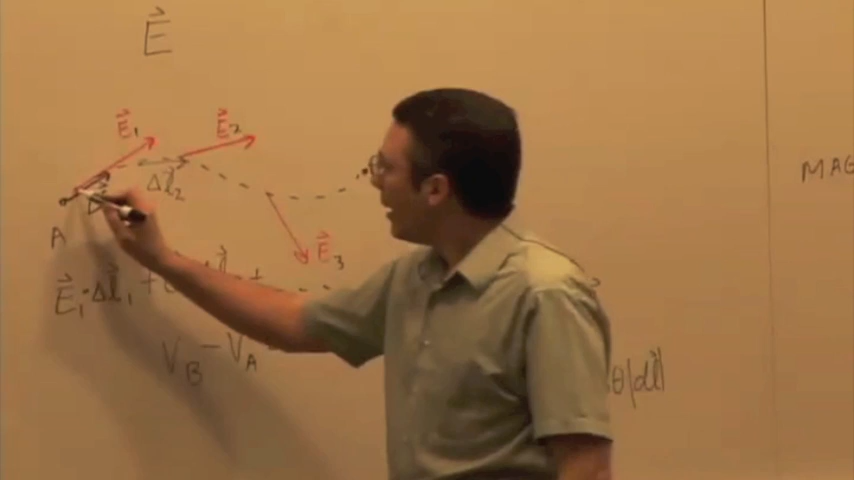 E⃗
E⃗₁
E⃗₂
Δl⃗₂
A
E⃗₃
E⃗₁·Δl⃗₁ +
V_B - V_A
θ|dl⃗|
MAG